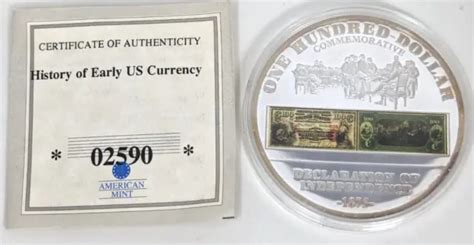 CERTIFICATE OF AUTHENTICITY
History of Early US Currency
* 02590 *
AMERICAN
MINT
ONE HUNDRED-DOLLAR
COMMEMORATIVE
DECLARATION OF
INDEPENDENCE